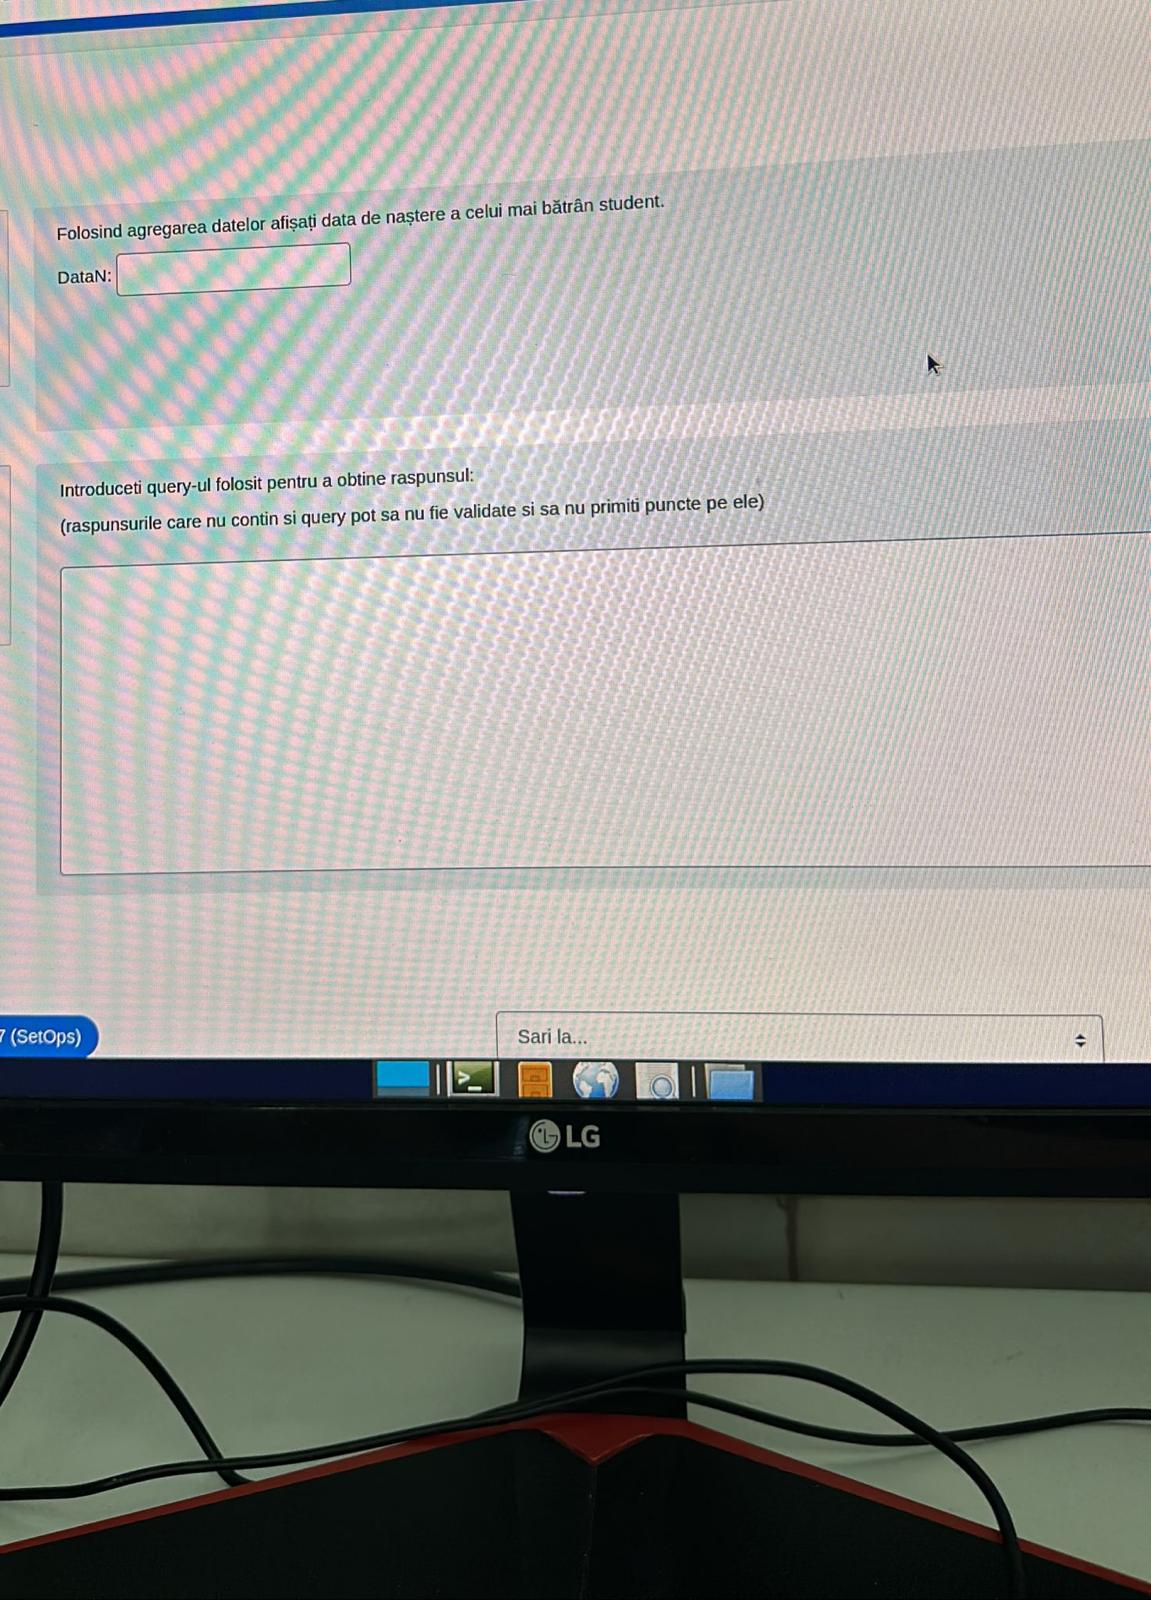 Folosind agregarea datelor afișați data de naștere a celui mai bătrân student.
DataN:
Introduceti query-ul folosit pentru a obtine raspunsul:
(raspunsurile care nu contin si query pot sa nu fie validate si sa nu primiti puncte pe ele)
7 (SetOps)
Sari la...
>_
LG